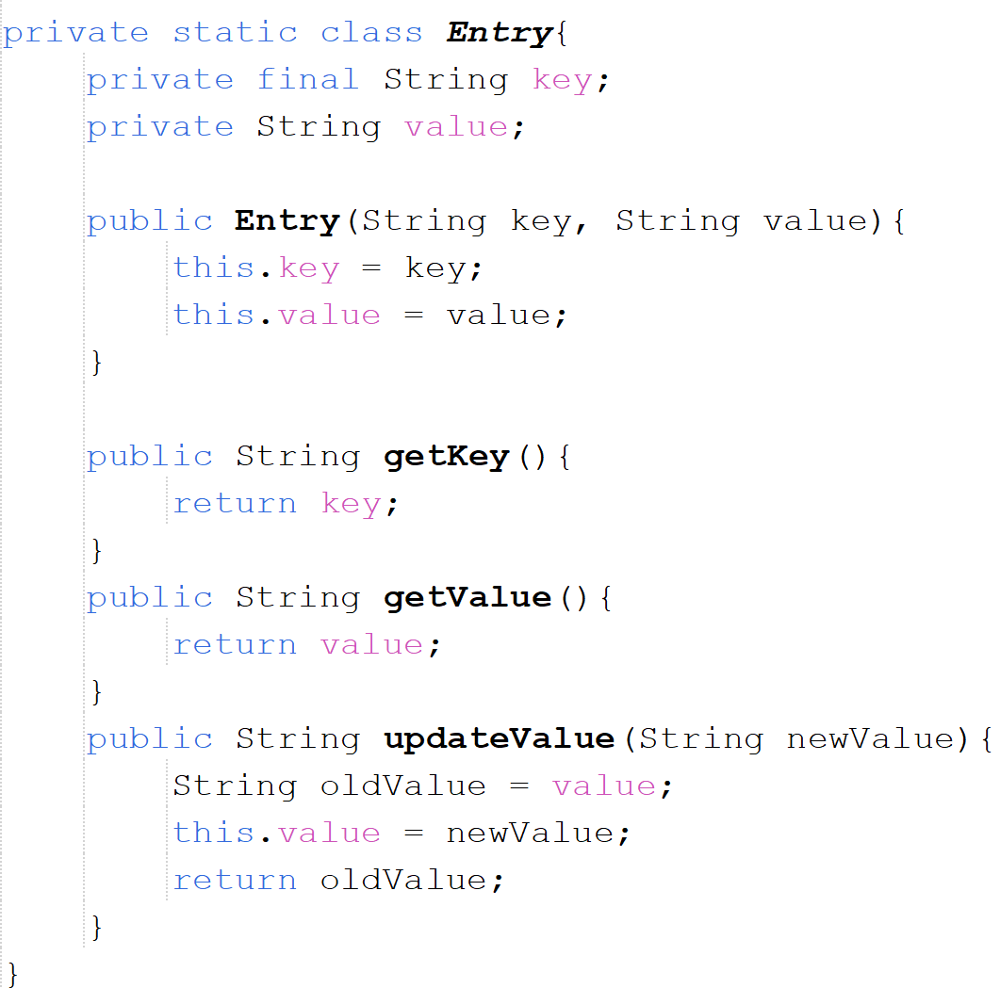 private static class Entry{
    private final String key;
    private String value;

    public Entry(String key, String value){
        this.key = key;
        this.value = value;
    }

    public String getKey(){
        return key;
    }
    public String getValue(){
        return value;
    }
    public String updateValue(String newValue){
        String oldValue = value;
        this.value = newValue;
        return oldValue;
    }
}